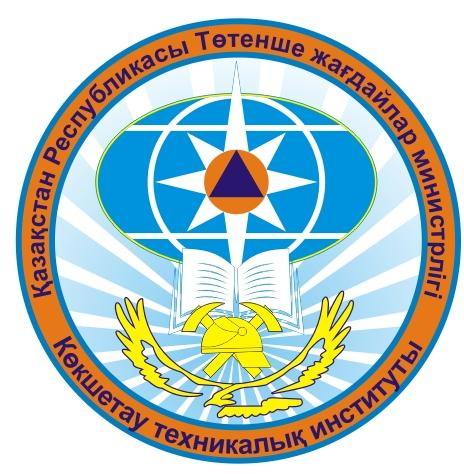 Қазақстан Республикасы Төтенше жағдайлар министрлігі
Көкшетау техникалық институты